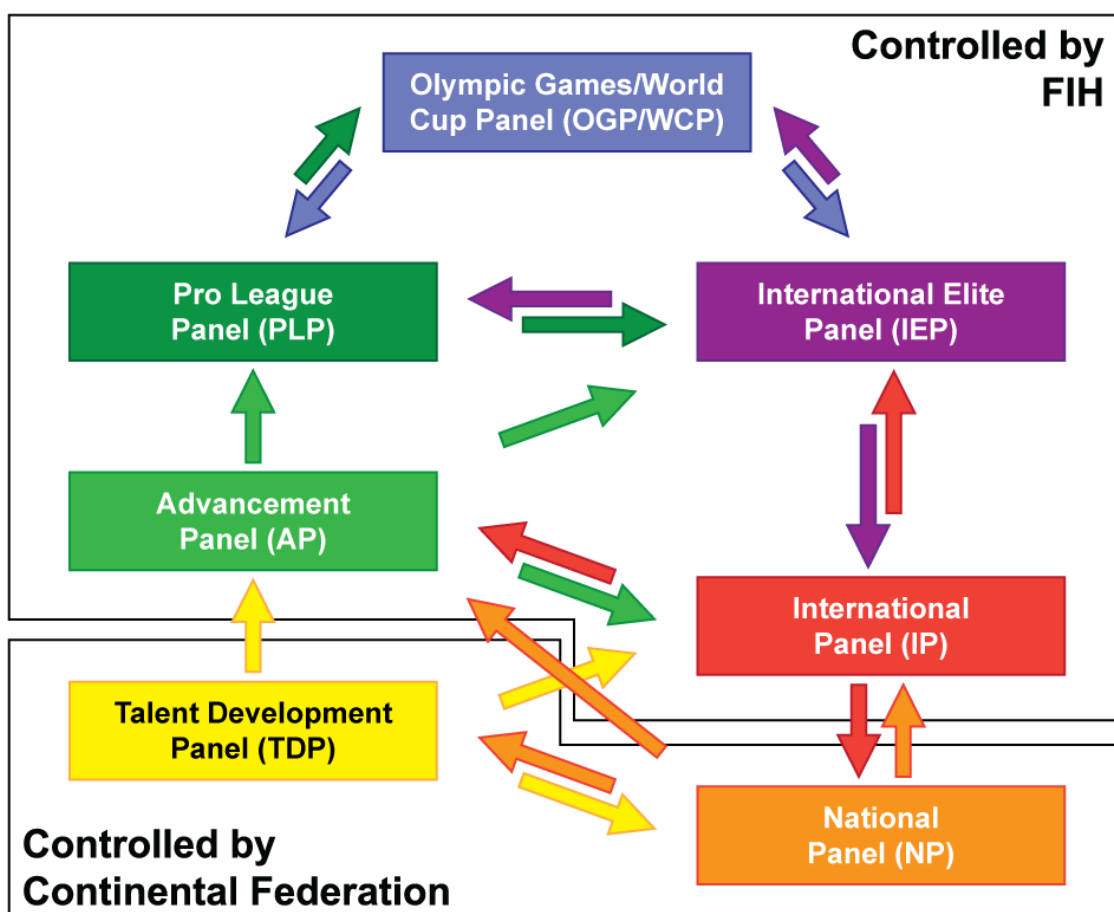 Controlled by
FIH
Olympic Games/World
Cup Panel (OGP/WCP)
Pro League
Panel (PLP)
International Elite
Panel (IEP)
Advancement
Panel (AP)
International
Panel (IP)
Talent Development
Panel (TDP)
National
Panel (NP)
Controlled by
Continental Federation